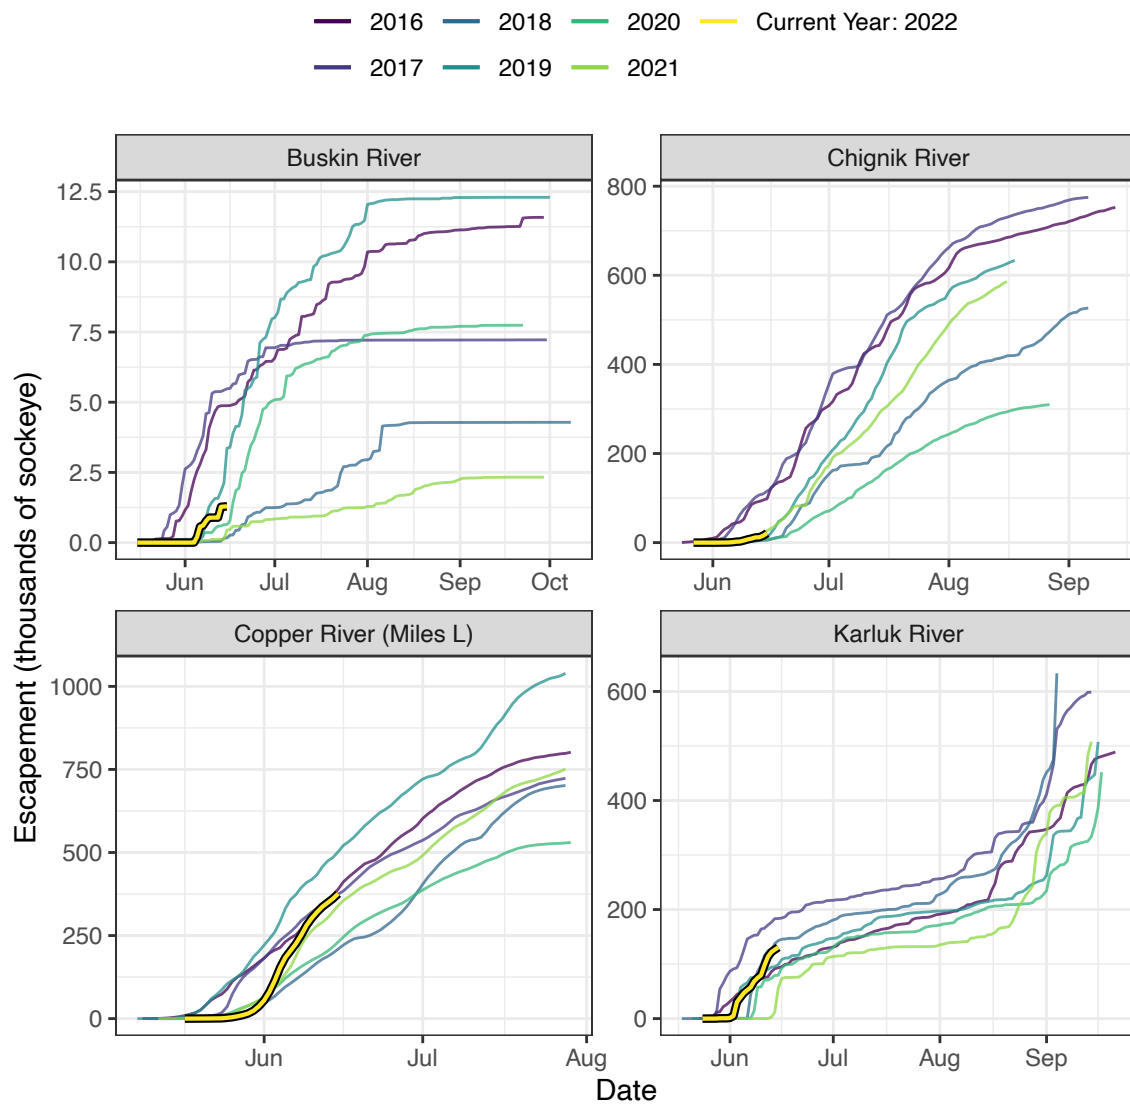 2016 2018 2020 Current Year: 2022
2017 2019 2021
Buskin River
Chignik River
12.5
10.0
7.5
5.0
2.5
0.0
Jun Jul Aug Sep Oct
800
600
400
200
0
Jun Jul Aug Sep
Copper River (Miles L)
Karluk River
1000
750
500
250
0
Jun Jul Aug
600
400
200
0
Jun Jul Aug Sep
Escapement (thousands of sockeye)
Date